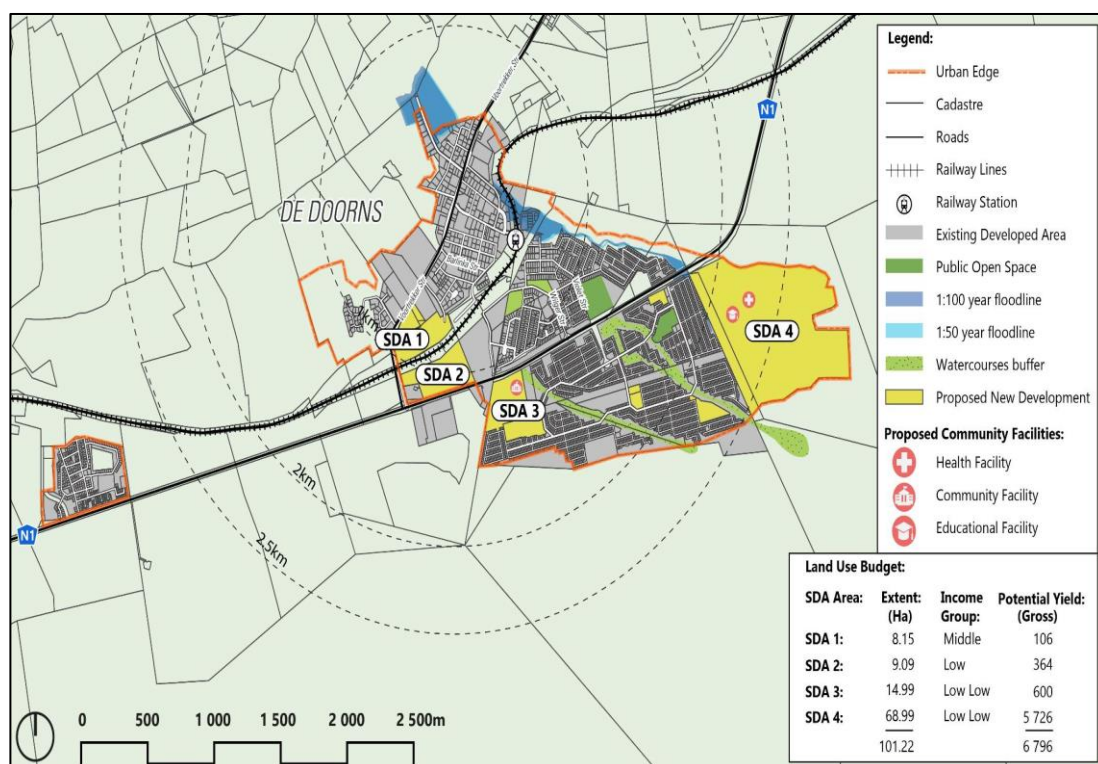 N1
Voortrekker Str
DE DOORNS
Voortrekker Str
1km
SDA 1
SDA 2
SDA 3
SDA 4
2km
2.5km
N1
0 500 1 000 1 500 2 000 2 500m
Legend:
Urban Edge
Cadastre
Roads
Railway Lines
Railway Station
Existing Developed Area
Public Open Space
1:100 year floodline
1:50 year floodline
Watercourses buffer
Proposed New Development
Proposed Community Facilities:
Health Facility
Community Facility
Educational Facility
Land Use Budget:
SDA Area: Extent: (Ha) Income Group: Potential Yield: (Gross)
SDA 1: 8.15 Middle 106
SDA 2: 9.09 Low 364
SDA 3: 14.99 Low Low 600
SDA 4: 68.99 Low Low 5 726
101.22 6 796